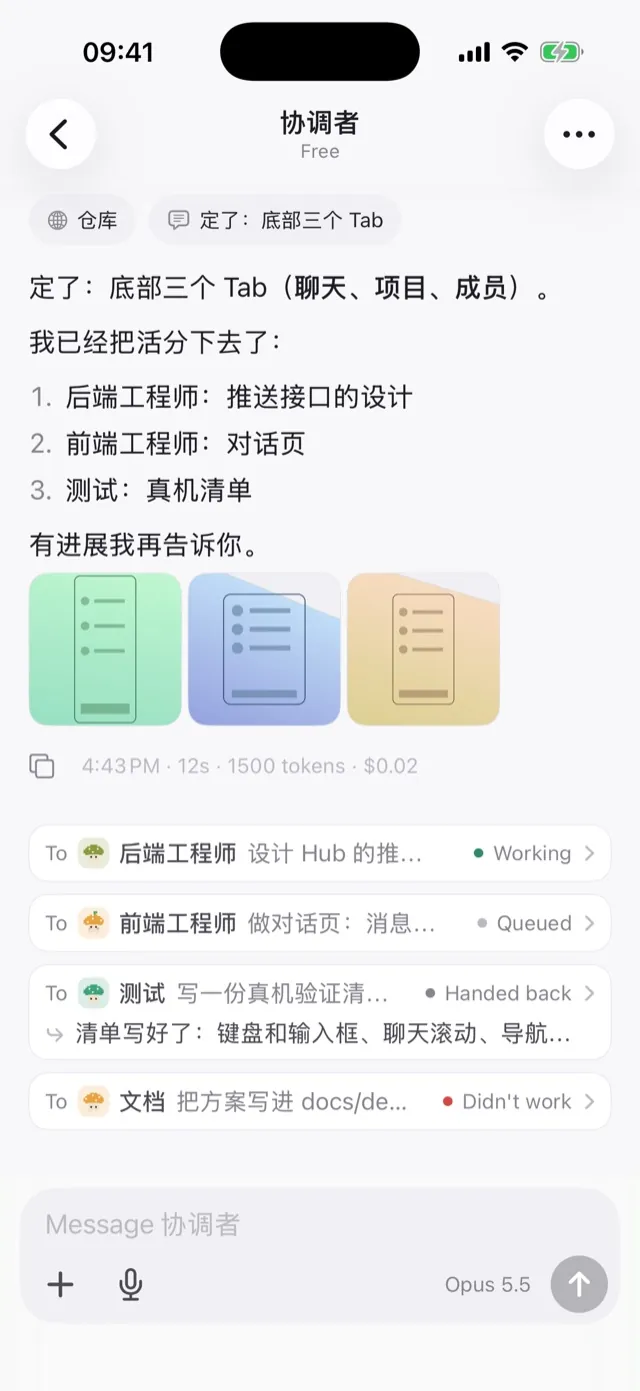 09:41
协调者
Free
仓库
定了：底部三个 Tab
定了：底部三个 Tab（聊天、项目、成员）。
我已经把活分下去了：
1. 后端工程师：推送接口的设计
2. 前端工程师：对话页
3. 测试：真机清单
有进展我再告诉你。
4:43 PM · 12s · 1500 tokens · $0.02
To 后端工程师 设计 Hub 的推… Working
To 前端工程师 做对话页：消息… Queued
To 测试 写一份真机验证清… Handed back
清单写好了：键盘和输入框、聊天滚动、导航…
To 文档 把方案写进 docs/de… Didn't work
Message 协调者
Opus 5.5